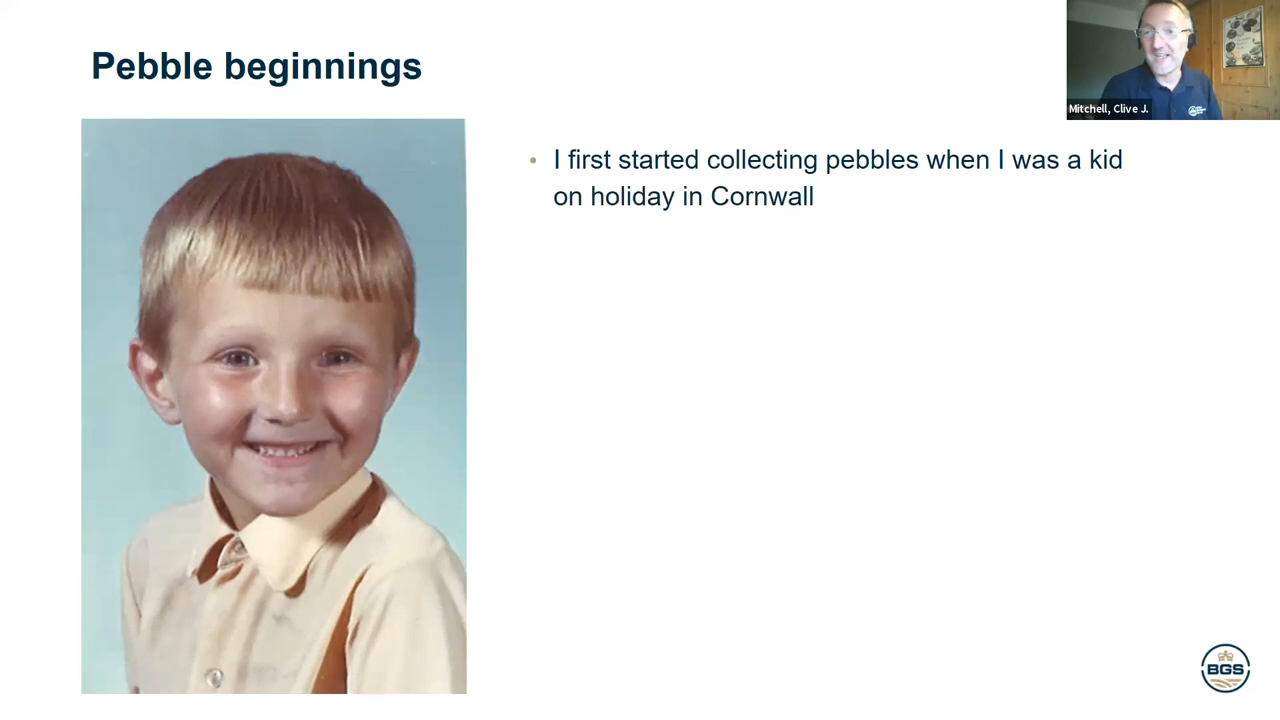 Pebble beginnings
Mitchell, Clive J.
I first started collecting pebbles when I was a kid
on holiday in Cornwall
BGS